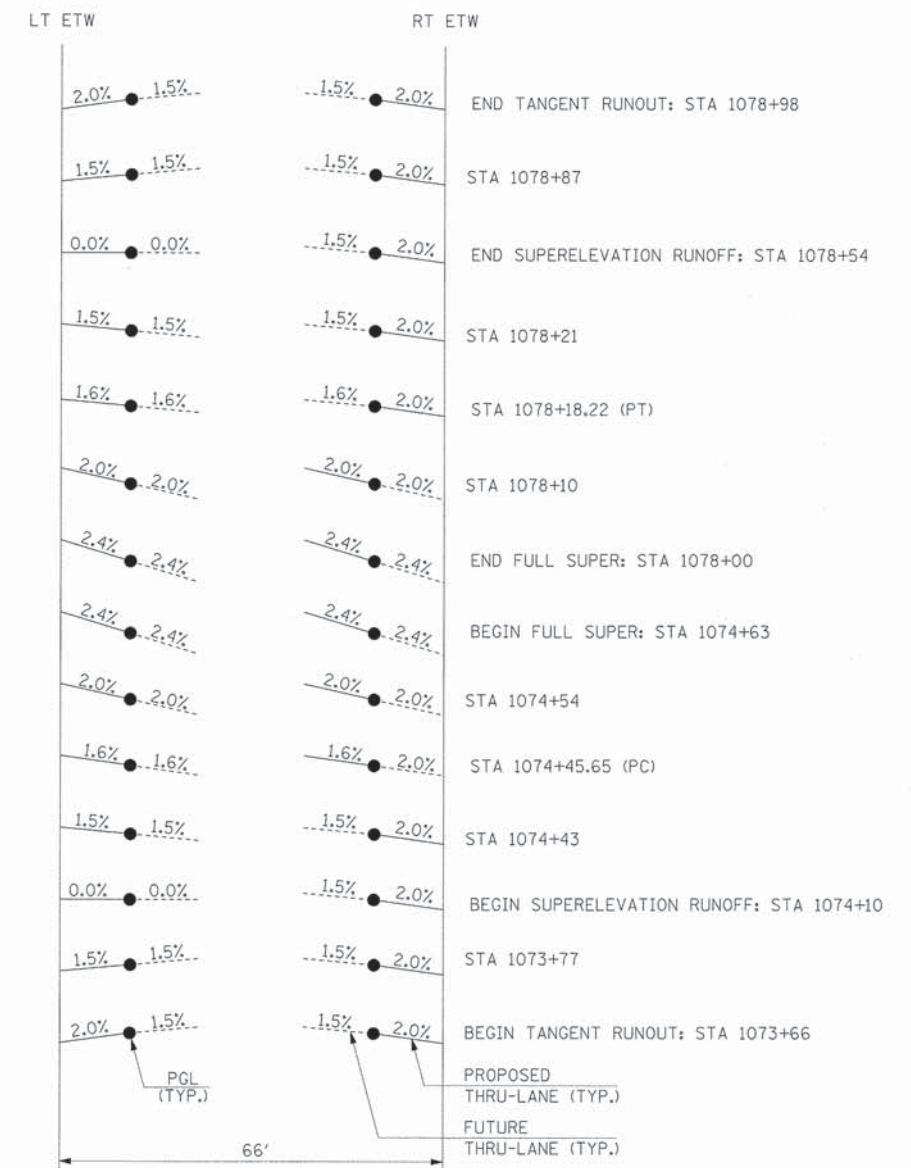 LT ETW RT ETW
2.0% 1.5% 1.5% 2.0% END TANGENT RUNOUT: STA 1078+98
1.5% 1.5% 1.5% 2.0% STA 1078+87
0.0% 0.0% 1.5% 2.0% END SUPERELEVATION RUNOFF: STA 1078+54
1.5% 1.5% 1.5% 2.0% STA 1078+21
1.6% 1.6% 1.6% 2.0% STA 1078+18.22 (PT)
2.0% 2.0% 2.0% 2.0% STA 1078+10
2.4% 2.4% 2.4% 2.4% END FULL SUPER: STA 1078+00
2.4% 2.4% 2.4% 2.4% BEGIN FULL SUPER: STA 1074+63
2.0% 2.0% 2.0% 2.0% STA 1074+54
1.6% 1.6% 1.6% 2.0% STA 1074+45.65 (PC)
1.5% 1.5% 1.5% 2.0% STA 1074+43
0.0% 0.0% 1.5% 2.0% BEGIN SUPERELEVATION RUNOFF: STA 1074+10
1.5% 1.5% 1.5% 2.0% STA 1073+77
2.0% 1.5% 1.5% 2.0% BEGIN TANGENT RUNOUT: STA 1073+66
PGL
(TYP.)
PROPOSED
THRU-LANE (TYP.)
FUTURE
THRU-LANE (TYP.)
66'